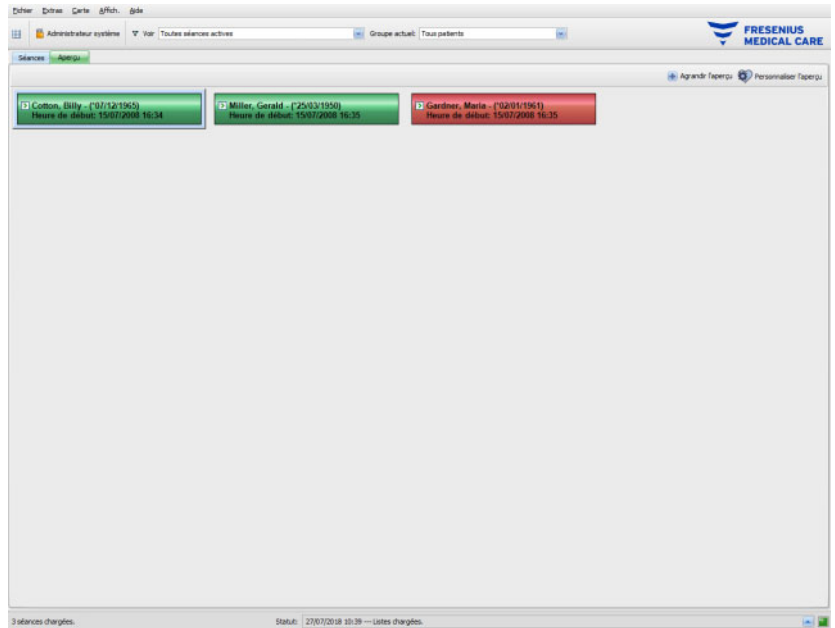 Fichier Extras Carte Affich. Aide
Administrateur système Voir Toutes séances actives Groupe actuel: Tous patients
FRESENIUS
MEDICAL CARE
Séances Aperçu
Agrandir l'aperçu Personnaliser l'aperçu
Cotton, Billy - (*07/12/1965)
Heure de début: 15/07/2008 16:34
Miller, Gerald - (*25/03/1950)
Heure de début: 15/07/2008 16:35
Gardner, Maria - (*02/01/1961)
Heure de début: 15/07/2008 16:35
3 séances chargées. Statut: 27/07/2018 10:39 --- Listes chargées.